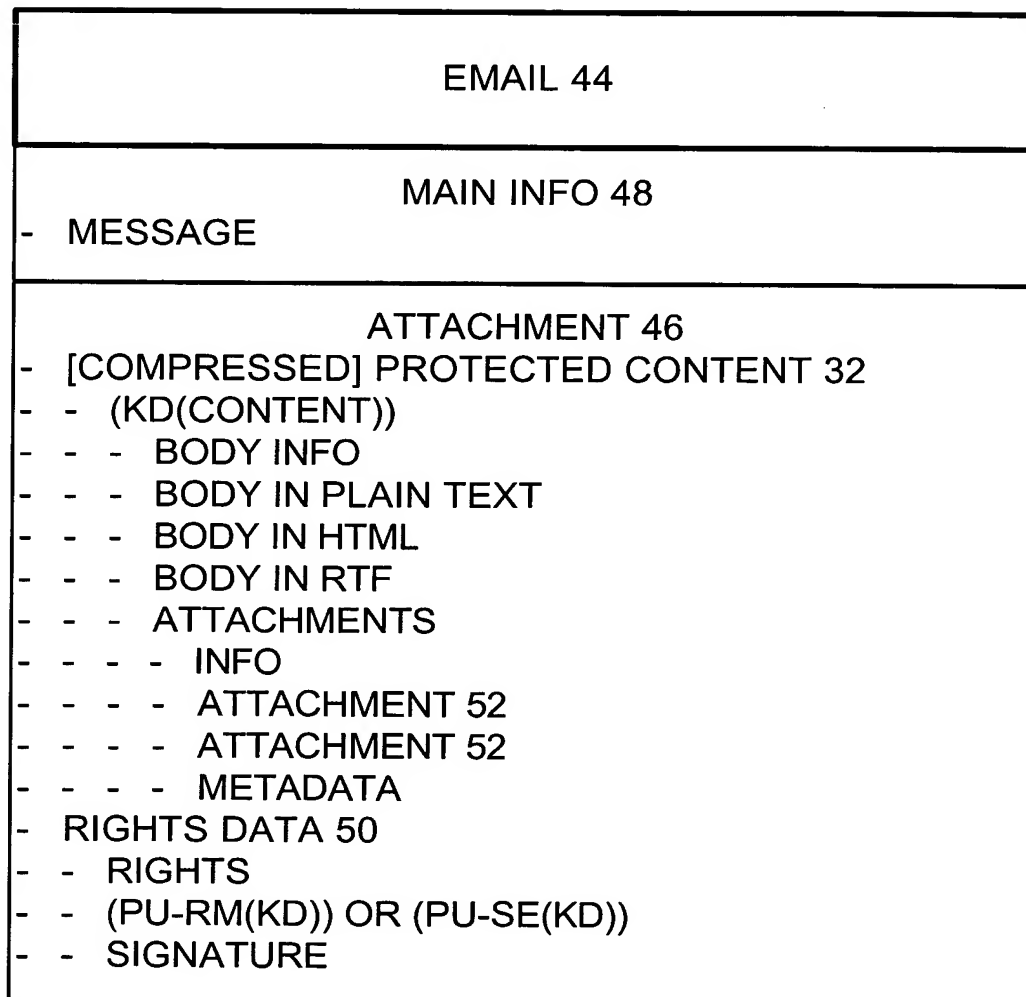 EMAIL 44
MAIN INFO 48
- MESSAGE
ATTACHMENT 46
- [COMPRESSED] PROTECTED CONTENT 32
- - (KD(CONTENT))
- - - BODY INFO
- - - BODY IN PLAIN TEXT
- - - BODY IN HTML
- - - BODY IN RTF
- - - ATTACHMENTS
- - - - INFO
- - - - ATTACHMENT 52
- - - - ATTACHMENT 52
- - - - METADATA
- RIGHTS DATA 50
- - RIGHTS
- - (PU-RM(KD)) OR (PU-SE(KD))
- - SIGNATURE